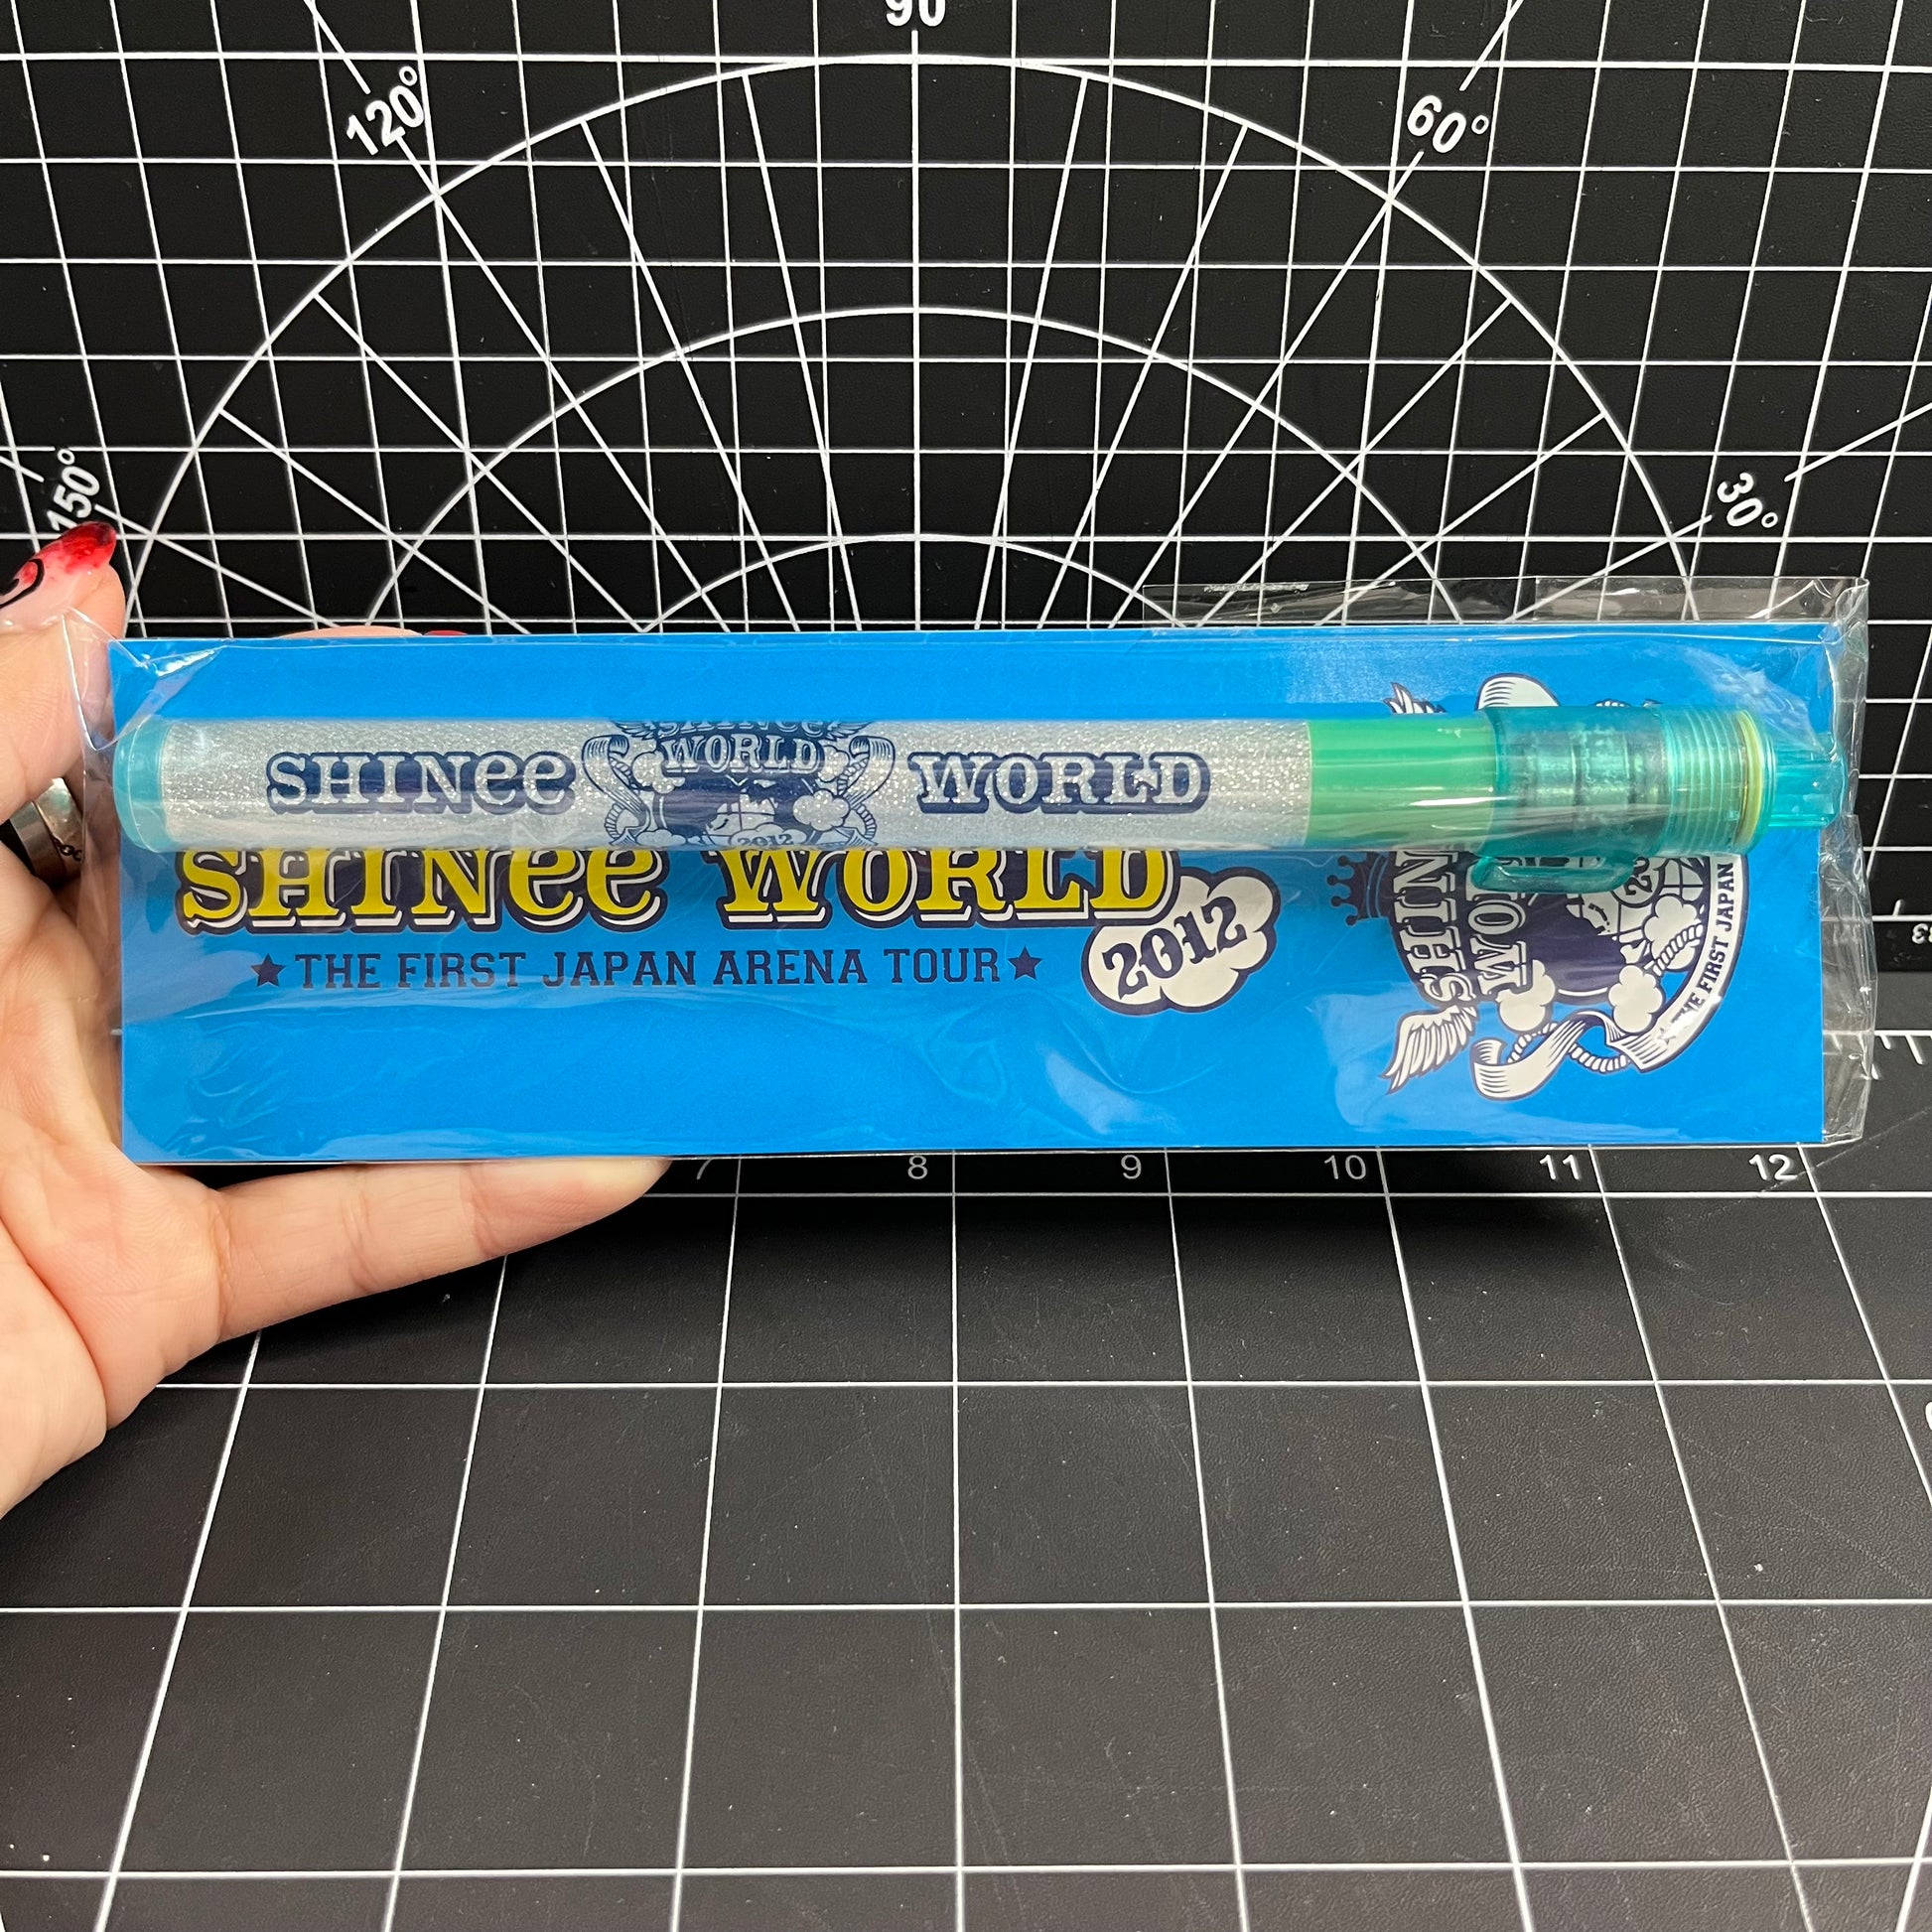 90
120°
60°
150°
30°
SHINee
SHINee
WORLD
2012
WORLD
SHINee WORLD
2012
★THE FIRST JAPAN ARENA TOUR★
THE FIRST JAPAN
7
8
9
10
11
12